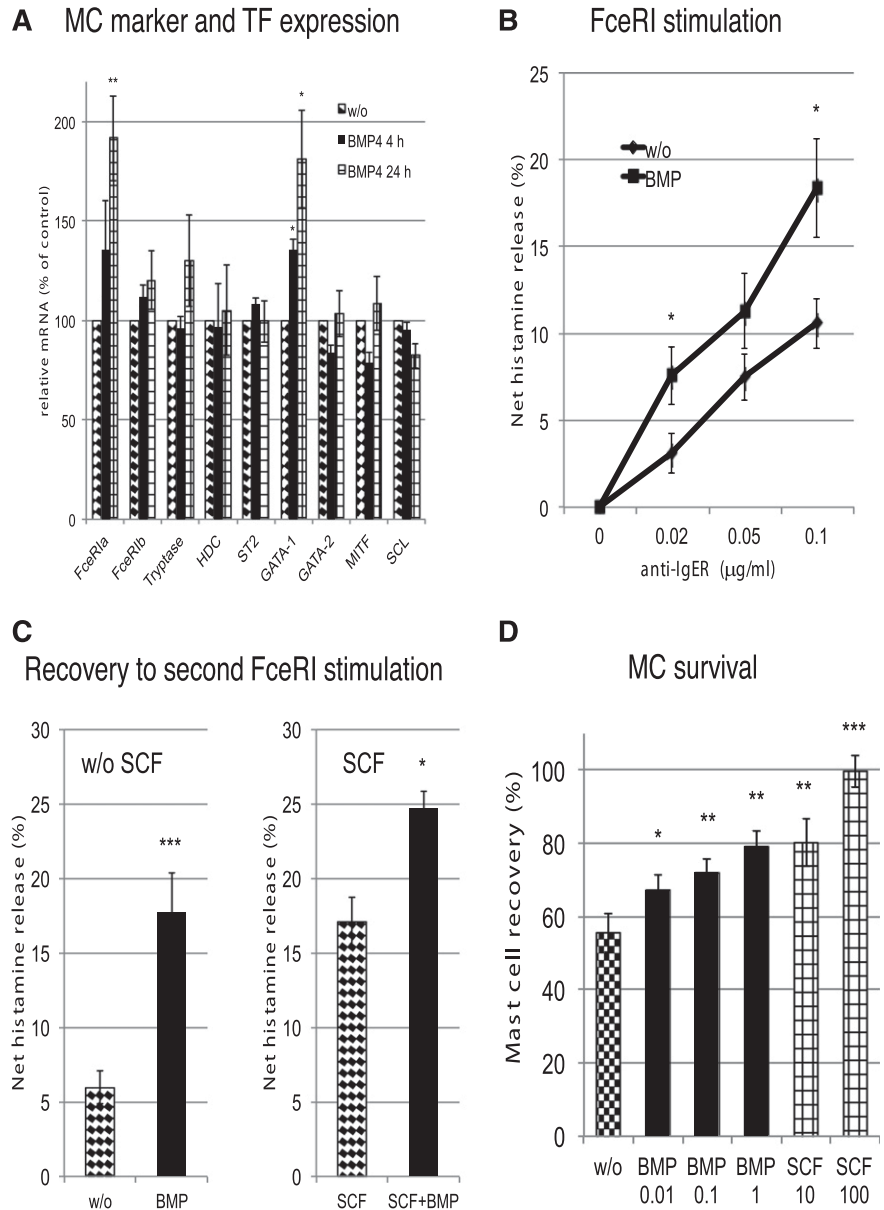 A MC marker and TF expression
**
*
*
w/o
BMP4 4 h
BMP4 24 h
relative mRNA (% of control)
200
150
100
50
0
FceRIa FceRIb Tryptase HDC ST2 GATA-1 GATA-2 MITF SCL
B FceRI stimulation
25
20
15
10
5
0
w/o
BMP
*
*
Net histamine release (%)
0 0.02 0.05 0.1
anti-IgER (µg/ml)
C
Recovery to second FceRI stimulation
30
25
20
15
10
5
0
w/o SCF
***
Net histamine release (%)
w/o BMP
30
25
20
15
10
5
0
SCF
*
Net histamine release (%)
SCF SCF+BMP
D
MC survival
100
80
60
40
20
0
* ** ** ** ***
Mast cell recovery (%)
w/o BMP BMP BMP SCF SCF
0.01 0.1 1 10 100